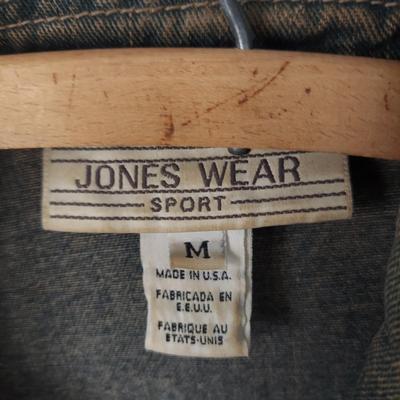 JONES WEAR
SPORT
M
MADE IN U.S.A.
FABRICADA EN
E.E.U.U.
FABRIQUE AU
ETATS-UNIS